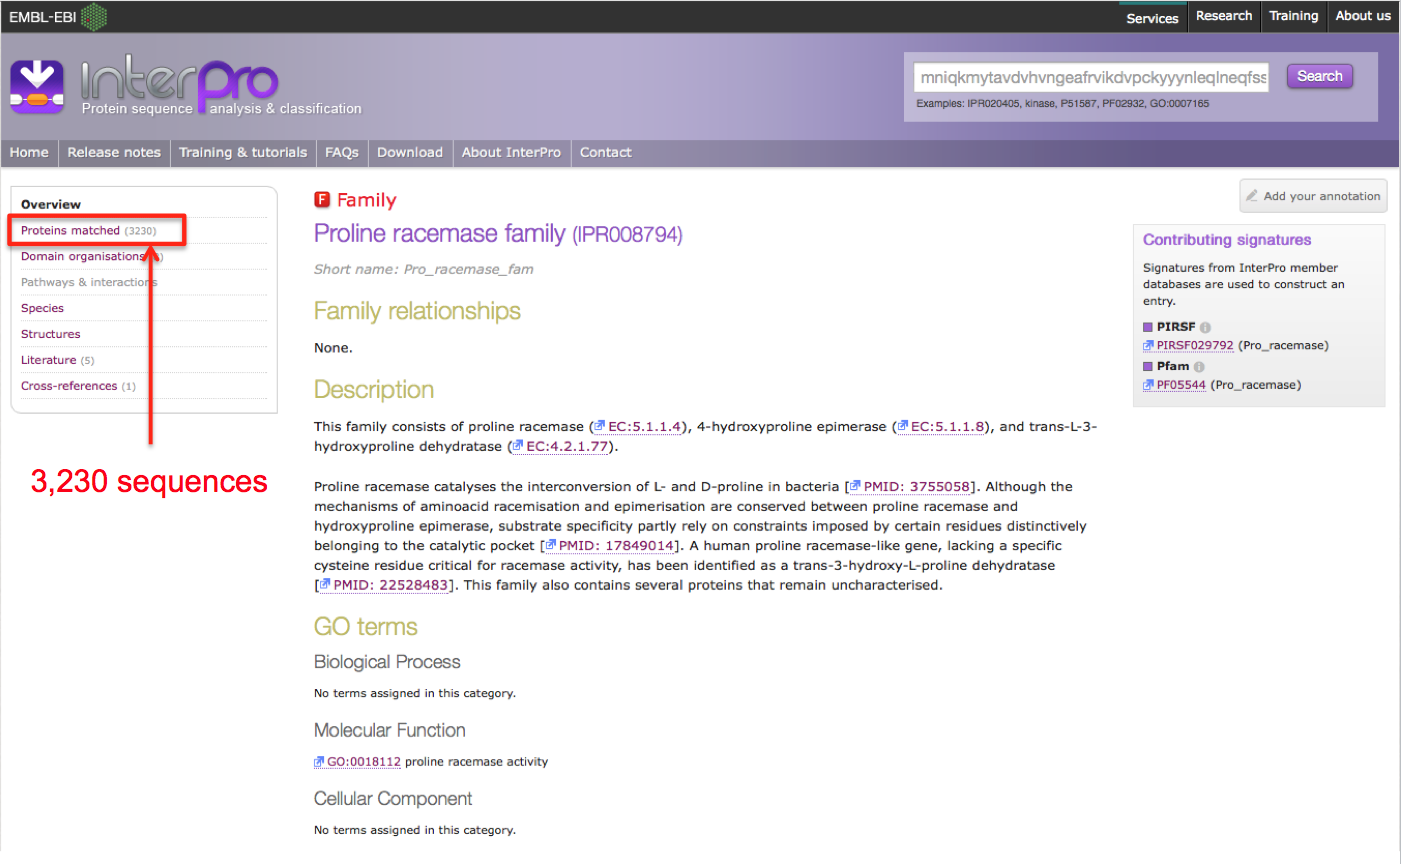 EMBL-EBI
Services
Research
Training
About us
InterPro
Protein sequence analysis & classification
mniqkmytavdvhvngeafrvikdvpckyyynleqlneqfss
Search
Examples: IPR020405, kinase, P51587, PF02932, GO:0007165
Home
Release notes
Training & tutorials
FAQs
Download
About InterPro
Contact
Overview
Proteins matched (3230)
Domain organisations
Pathways & interactions
Species
Structures
Literature (5)
Cross-references (1)
3,230 sequences
F Family
Proline racemase family (IPR008794)
Short name: Pro_racemase_fam
Family relationships
None.
Description
This family consists of proline racemase (EC:5.1.1.4), 4-hydroxyproline epimerase (EC:5.1.1.8), and trans-L-3-
hydroxyproline dehydratase (EC:4.2.1.77).
Proline racemase catalyses the interconversion of L- and D-proline in bacteria [PMID: 3755058]. Although the
mechanisms of aminoacid racemisation and epimerisation are conserved between proline racemase and
hydroxyproline epimerase, substrate specificity partly rely on constraints imposed by certain residues distinctively
belonging to the catalytic pocket [PMID: 17849014]. A human proline racemase-like gene, lacking a specific
cysteine residue critical for racemase activity, has been identified as a trans-3-hydroxy-L-proline dehydratase
[PMID: 22528483]. This family also contains several proteins that remain uncharacterised.
GO terms
Biological Process
No terms assigned in this category.
Molecular Function
GO:0018112 proline racemase activity
Cellular Component
No terms assigned in this category.
Add your annotation
Contributing signatures
Signatures from InterPro member
databases are used to construct an
entry.
PIRSF
PIRSF029792 (Pro_racemase)
Pfam
PF05544 (Pro_racemase)